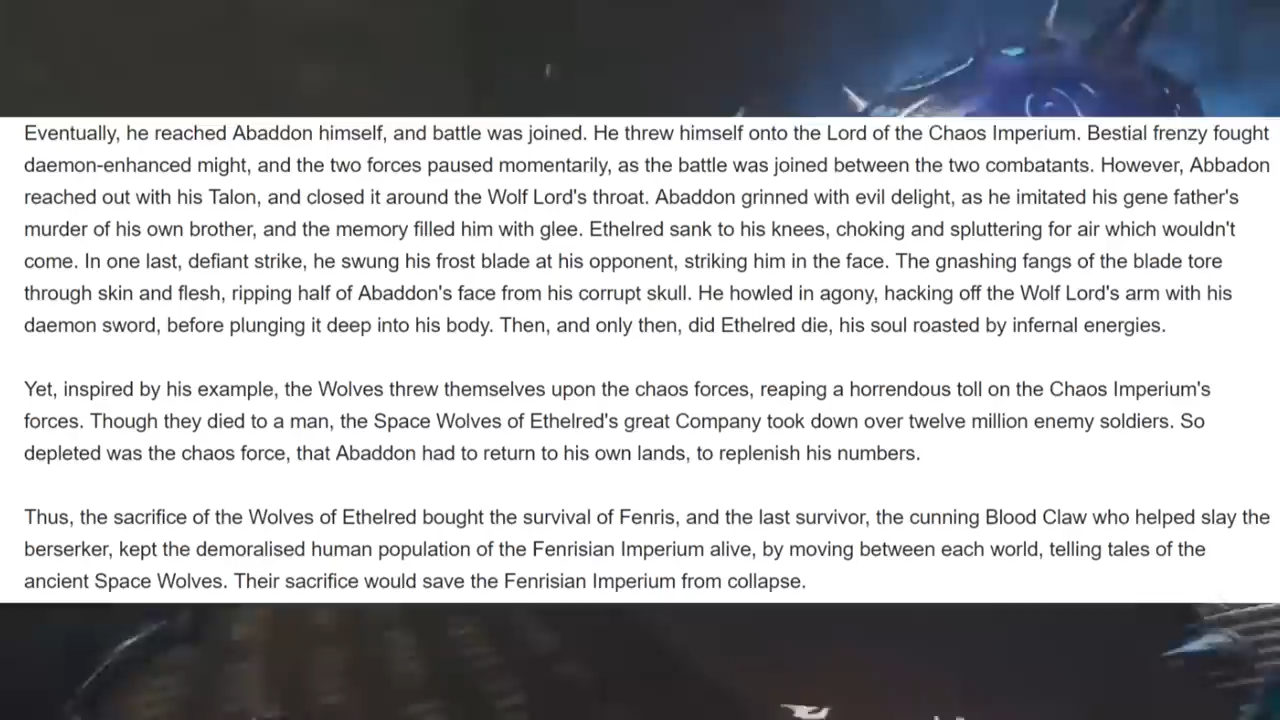 Eventually, he reached Abaddon himself, and battle was joined. He threw himself onto the Lord of the Chaos Imperium. Bestial frenzy fought
daemon-enhanced might, and the two forces paused momentarily, as the battle was joined between the two combatants. However, Abbadon
reached out with his Talon, and closed it around the Wolf Lord's throat. Abaddon grinned with evil delight, as he imitated his gene father's
murder of his own brother, and the memory filled him with glee. Ethelred sank to his knees, choking and spluttering for air which wouldn't
come. In one last, defiant strike, he swung his frost blade at his opponent, striking him in the face. The gnashing fangs of the blade tore
through skin and flesh, ripping half of Abaddon's face from his corrupt skull. He howled in agony, hacking off the Wolf Lord's arm with his
daemon sword, before plunging it deep into his body. Then, and only then, did Ethelred die, his soul roasted by infernal energies.
Yet, inspired by his example, the Wolves threw themselves upon the chaos forces, reaping a horrendous toll on the Chaos Imperium's
forces. Though they died to a man, the Space Wolves of Ethelred's great Company took down over twelve million enemy soldiers. So
depleted was the chaos force, that Abaddon had to return to his own lands, to replenish his numbers.
Thus, the sacrifice of the Wolves of Ethelred bought the survival of Fenris, and the last survivor, the cunning Blood Claw who helped slay the
berserker, kept the demoralised human population of the Fenrisian Imperium alive, by moving between each world, telling tales of the
ancient Space Wolves. Their sacrifice would save the Fenrisian Imperium from collapse.